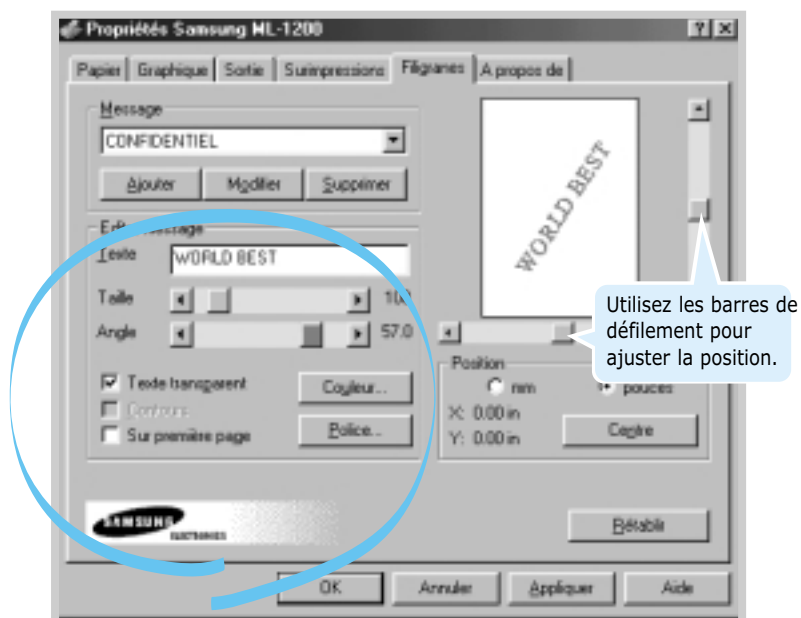 Propriétés Samsung ML-1200
Papier Graphique Sortie Surimpressions Filigranes A propos de
Message
CONFIDENTIEL
Ajouter Modifier Supprimer
message
Texte WORLD BEST
Taille
Angle 57.0
Texte transparent Couleur...
Contours
Sur première page Police...
WORLD BEST
Utilisez les barres de
défilement pour
ajuster la position.
Position
mm pouces
X: 0.00 in
Y: 0.00 in Centre
SAMSUNG
ELECTRONICS
Rétablir
OK Annuler Appliquer Aide